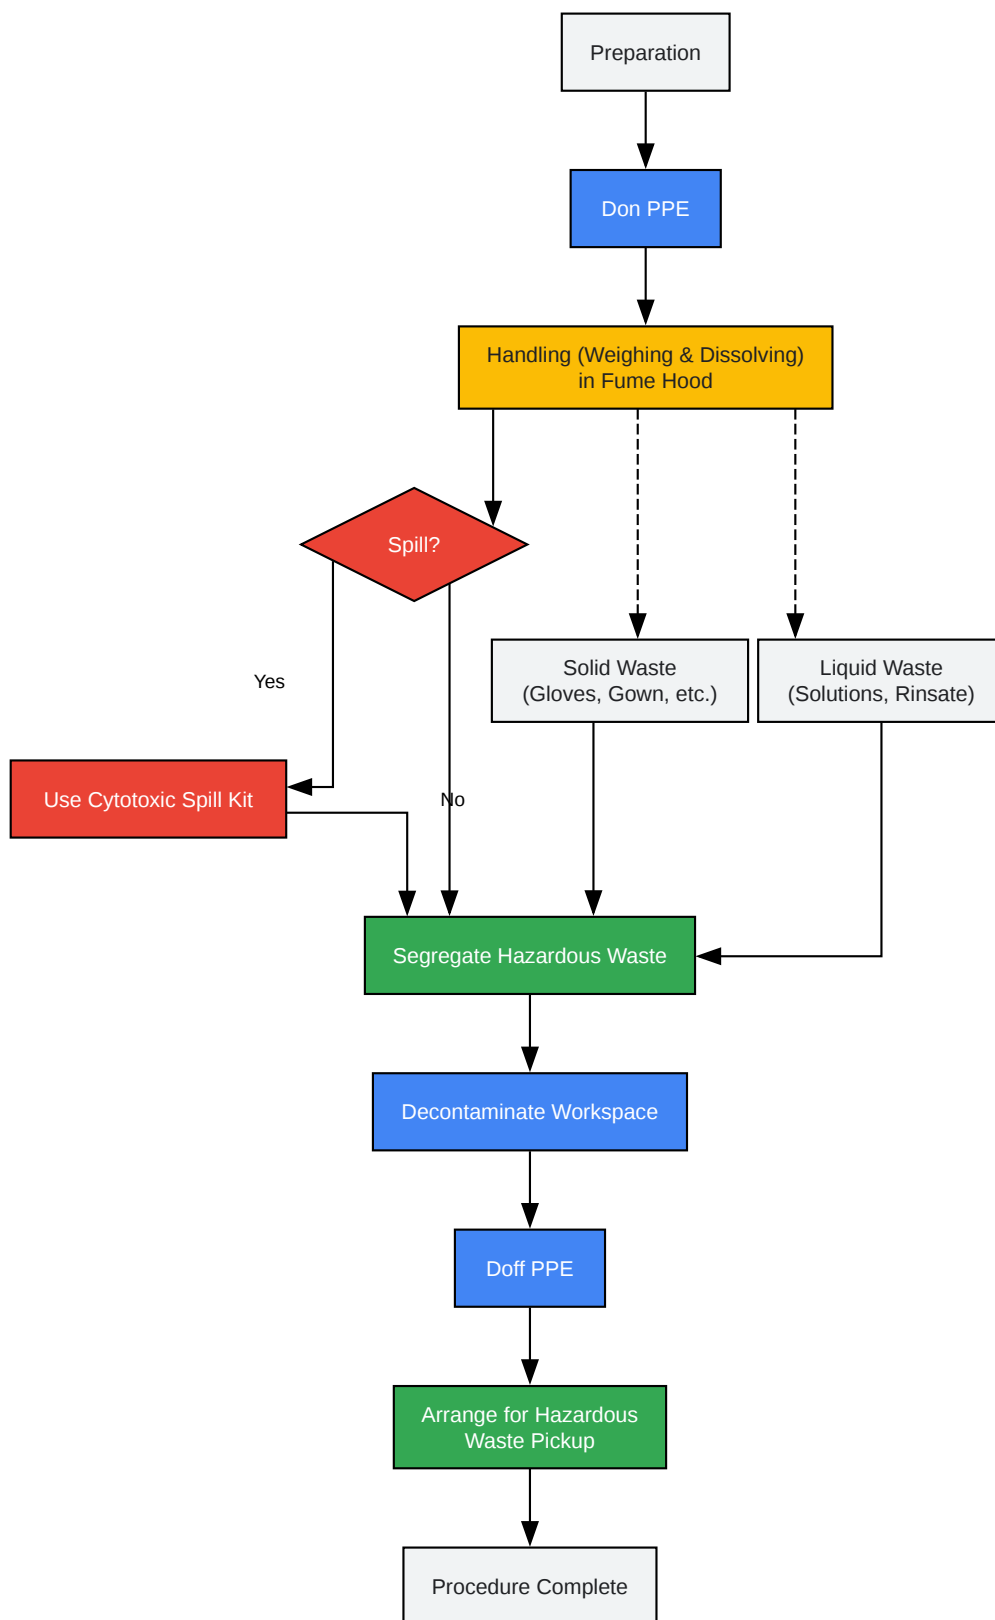 Preparation
Don PPE
Handling (Weighing & Dissolving)
in Fume Hood
Spill?
Solid Waste
(Gloves, Gown, etc.)
Liquid Waste
(Solutions, Rinsate)
Yes
Use Cytotoxic Spill Kit
No
Segregate Hazardous Waste
Decontaminate Workspace
Doff PPE
Arrange for Hazardous
Waste Pickup
Procedure Complete